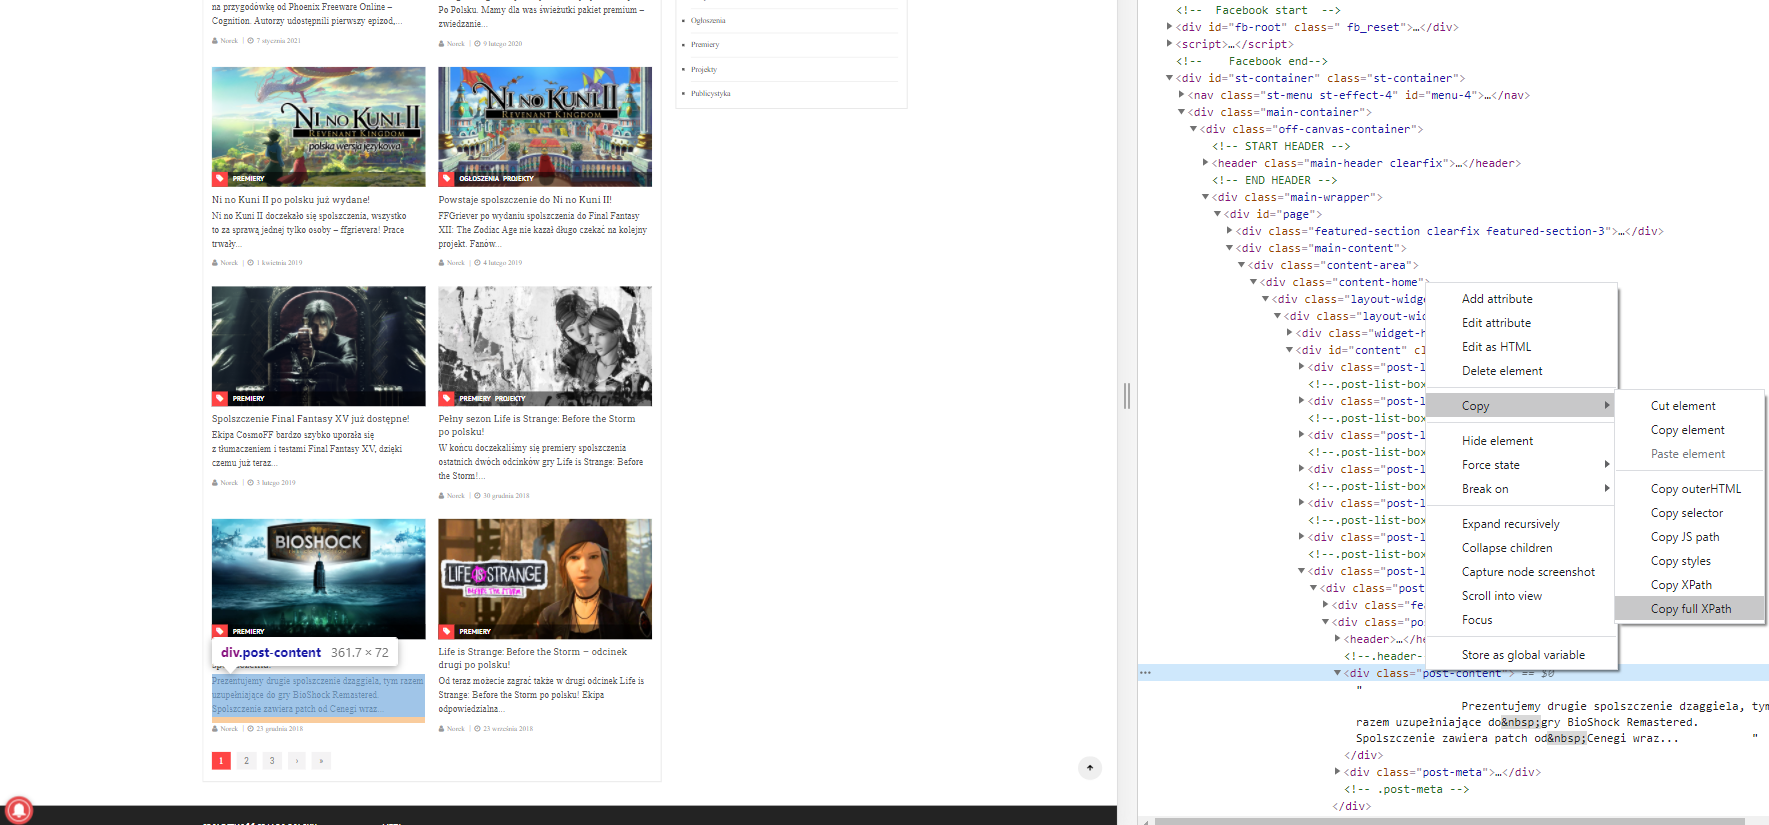 na przygodówkę od Phoenix Freeware Online –
Cognition. Autorzy udostępnili pierwszy epizod,...
Norek | 7 stycznia 2021
Po Polsku. Mamy dla was świeżutki pakiet premium –
zwiedzanie...
Norek | 9 lutego 2020
NI NO KUNI II
REVENANT KINGDOM
polska wersja językowa
PREMIERY
Ni no Kuni II po polsku już wydane!
Ni no Kuni II doczekało się spolszczenia, wszystko
to za sprawą jednej tylko osoby – ffgrievera! Prace
trwały...
Norek | 1 kwietnia 2019
NI NO KUNI II
REVENANT KINGDOM
OGŁOSZENIA PROJEKTY
Powstaje spolszczenie do Ni no Kuni II!
FFGriever po wydaniu spolszczenia do Final Fantasy
XII: The Zodiac Age nie kazał długo czekać na kolejny
projekt. Fanów...
Norek | 4 lutego 2019
PREMIERY
Spolszczenie Final Fantasy XV już dostępne!
Ekipa CosmoFF bardzo szybko uporała się
z tłumaczeniem i testami Final Fantasy XV, dzięki
czemu już teraz...
Norek | 3 lutego 2019
PREMIERY PROJEKTY
Pełny sezon Life is Strange: Before the Storm
po polsku!
W końcu doczekaliśmy się premiery spolszczenia
ostatnich dwóch odcinków gry Life is Strange: Before
the Storm!...
Norek | 30 grudnia 2018
BIOSHOCK
PREMIERY
div.post-content 361.7 × 72
Prezentujemy drugie spolszczenie dzaggiela, tym razem
uzupełniające do gry BioShock Remastered.
Spolszczenie zawiera patch od Cenegi wraz...
Norek | 23 grudnia 2018
LIFE IS STRANGE
BEFORE THE STORM
PREMIERY
Life is Strange: Before the Storm – odcinek
drugi po polsku!
Od teraz możecie zagrać także w drugi odcinek Life is
Strange: Before the Storm po polsku! Ekipa
odpowiedzialna...
Norek | 23 września 2018
1 2 3 › »
Ogłoszenia
Premiery
Projekty
Publicystyka
<!-- Facebook start -->
<div id="fb-root" class=" fb_reset">…</div>
<script>…</script>
<!-- Facebook end-->
<div id="st-container" class="st-container">
<nav class="st-menu st-effect-4" id="menu-4">…</nav>
<div class="main-container">
<div class="off-canvas-container">
<!-- START HEADER -->
<header class="main-header clearfix">…</header>
<!-- END HEADER -->
<div class="main-wrapper">
<div id="page">
<div class="featured-section clearfix featured-section-3">…</div>
<div class="main-content">
<div class="content-area">
<div class="content-home"
<div class="layout-widge
<div class="layout-wid
<div class="widget-h
<div id="content" cl
<div class="post-l
<!--.post-list-box
<div class="post-l
<!--.post-list-box
<div class="post-l
<!--.post-list-box
<div class="post-l
<!--.post-list-box
<div class="post-l
<!--.post-list-box
<div class="post-l
<!--.post-list-box
<div class="post-l
<div class="post
<div class="fea
<div class="pos
<header>…</he
<!--.header-
<div class="post-content"> == $0
"
Prezentujemy drugie spolszczenie dzaggiela, tym
razem uzupełniające do&nbsp;gry BioShock Remastered.
Spolszczenie zawiera patch od&nbsp;Cenegi wraz... "
</div>
<div class="post-meta">…</div>
<!-- .post-meta -->
</div>
Add attribute
Edit attribute
Edit as HTML
Delete element
Copy
Hide element
Force state
Break on
Expand recursively
Collapse children
Capture node screenshot
Scroll into view
Focus
Store as global variable
Cut element
Copy element
Paste element
Copy outerHTML
Copy selector
Copy JS path
Copy styles
Copy XPath
Copy full XPath